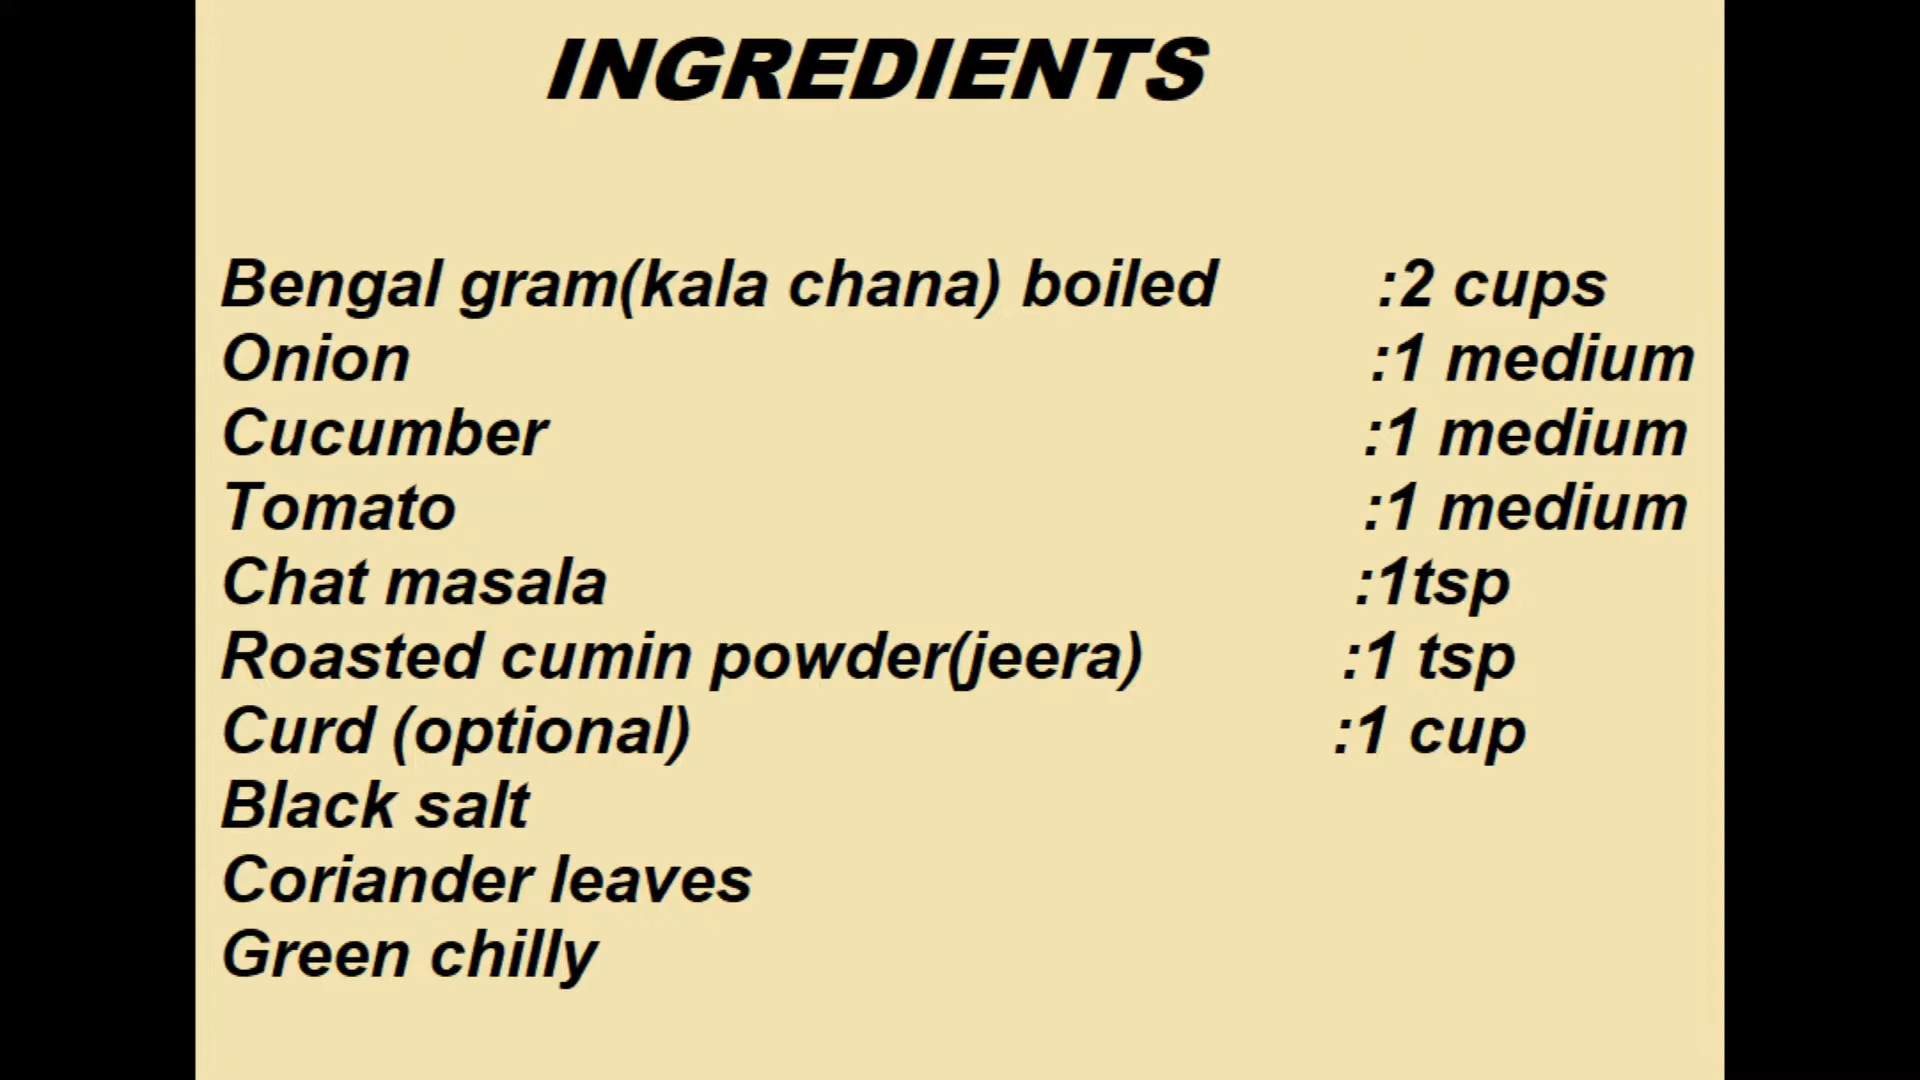 INGREDIENTS
Bengal gram(kala chana) boiled :2 cups
Onion :1 medium
Cucumber :1 medium
Tomato :1 medium
Chat masala :1tsp
Roasted cumin powder(jeera) :1 tsp
Curd (optional) :1 cup
Black salt
Coriander leaves
Green chilly